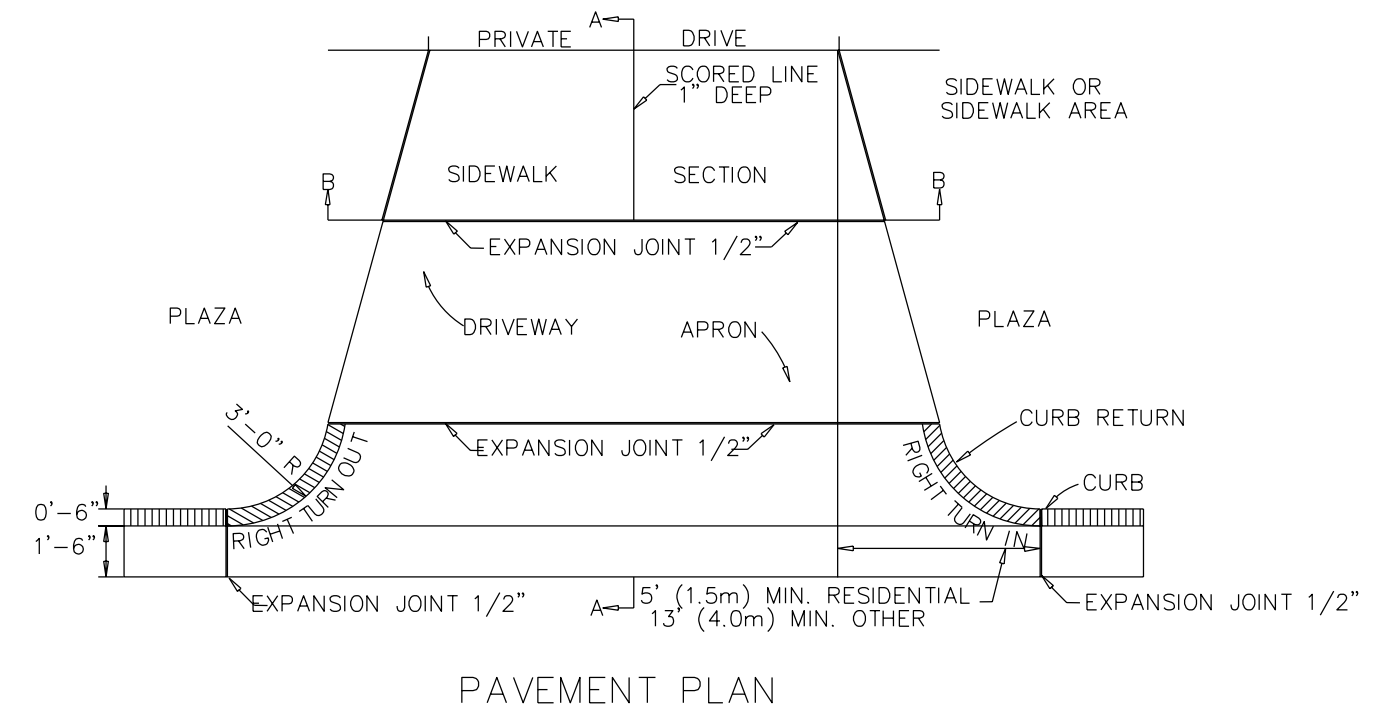 A
PRIVATE DRIVE
SCORED LINE
1" DEEP
SIDEWALK OR
SIDEWALK AREA
SIDEWALK SECTION
B
B
EXPANSION JOINT 1/2"
PLAZA
DRIVEWAY
APRON
PLAZA
3'-0" R
RIGHT TURN OUT
EXPANSION JOINT 1/2"
RIGHT TURN IN
CURB RETURN
CURB
0'-6"
1'-6"
EXPANSION JOINT 1/2"
A
5' (1.5m) MIN. RESIDENTIAL
13' (4.0m) MIN. OTHER
EXPANSION JOINT 1/2"
PAVEMENT PLAN